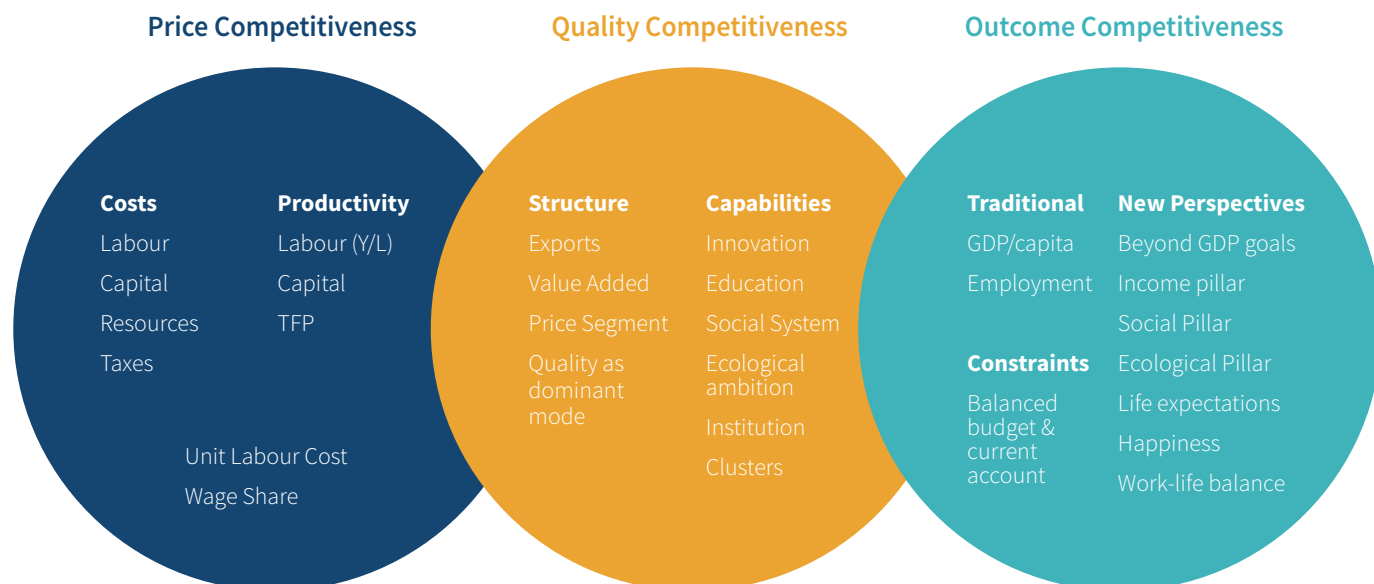 Price Competitiveness
Quality Competitiveness
Outcome Competitiveness
Costs
Labour
Capital
Resources
Taxes
Productivity
Labour (Y/L)
Capital
TFP
Unit Labour Cost
Wage Share
Structure
Exports
Value Added
Price Segment
Quality as
dominant
mode
Capabilities
Innovation
Education
Social System
Ecological
ambition
Institution
Clusters
Traditional
GDP/capita
Employment
Constraints
Balanced
budget &
current
account
New Perspectives
Beyond GDP goals
Income pillar
Social Pillar
Ecological Pillar
Life expectations
Happiness
Work-life balance